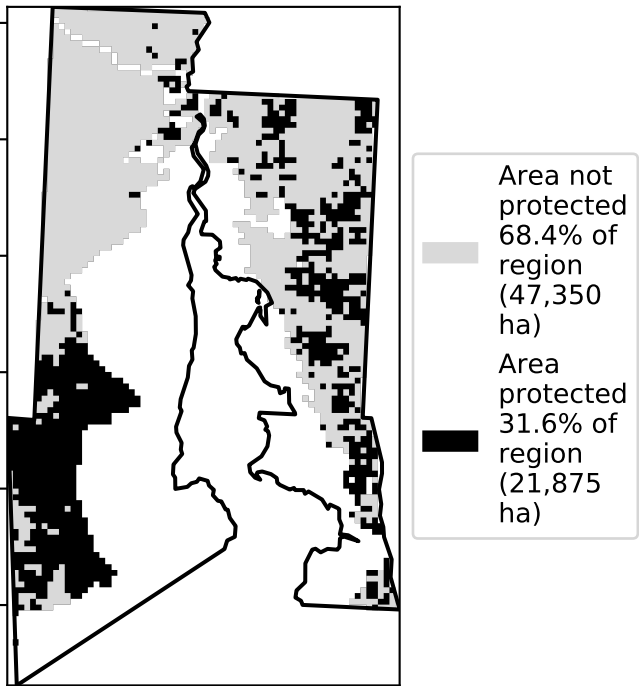 Area not
protected
68.4% of
region
(47,350
ha)
Area
protected
31.6% of
region
(21,875
ha)